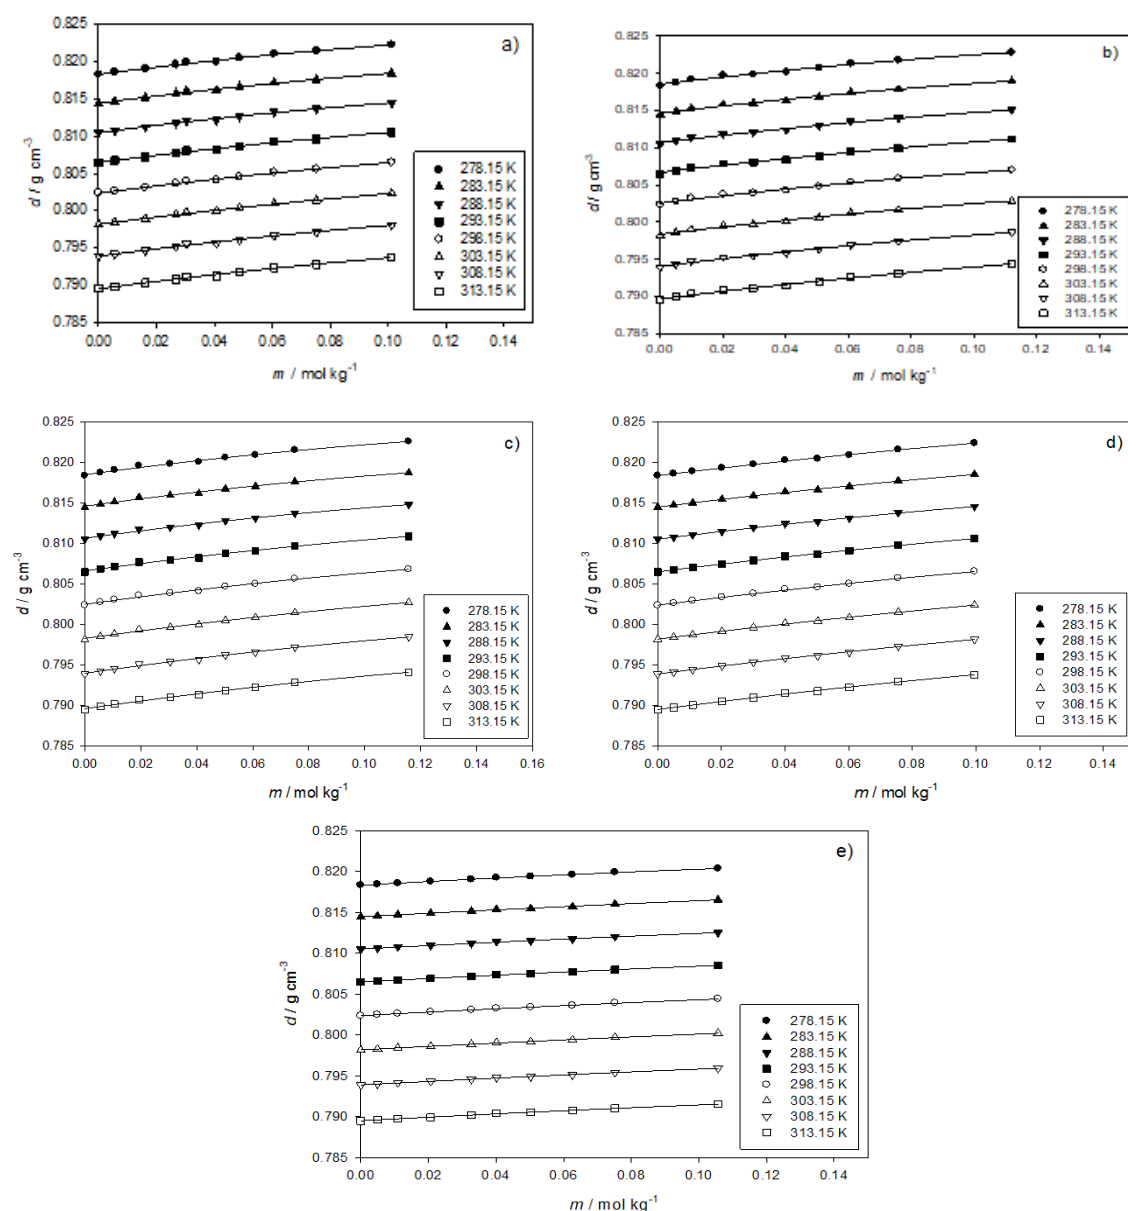 a)
0.825
0.820
0.815
0.810
0.805
0.800
0.795
0.790
0.785
d / g cm-3
278.15 K
283.15 K
288.15 K
293.15 K
298.15 K
303.15 K
308.15 K
313.15 K
0.00 0.02 0.04 0.06 0.08 0.10 0.12 0.14
m / mol kg-1
b)
0.825
0.820
0.815
0.810
0.805
0.800
0.795
0.790
0.785
d/ g cm-3
278.15 K
283.15 K
288.15 K
293.15 K
298.15 K
303.15 K
308.15 K
313.15 K
0.00 0.02 0.04 0.06 0.08 0.10 0.12 0.14
m / mol kg-1
c)
0.825
0.820
0.815
0.810
0.805
0.800
0.795
0.790
0.785
d / g cm-3
278.15 K
283.15 K
288.15 K
293.15 K
298.15 K
303.15 K
308.15 K
313.15 K
0.00 0.02 0.04 0.06 0.08 0.10 0.12 0.14 0.16
m / mol kg-1
d)
0.825
0.820
0.815
0.810
0.805
0.800
0.795
0.790
0.785
d / g cm-3
278.15 K
283.15 K
288.15 K
293.15 K
298.15 K
303.15 K
308.15 K
313.15 K
0.00 0.02 0.04 0.06 0.08 0.10 0.12 0.14
m / mol kg-1
e)
0.830
0.820
0.815
0.810
0.805
0.800
0.795
0.790
0.785
d / g cm-3
278.15 K
283.15 K
288.15 K
293.15 K
298.15 K
303.15 K
308.15 K
313.15 K
0.00 0.02 0.04 0.06 0.08 0.10 0.12 0.14
m / mol kg-1